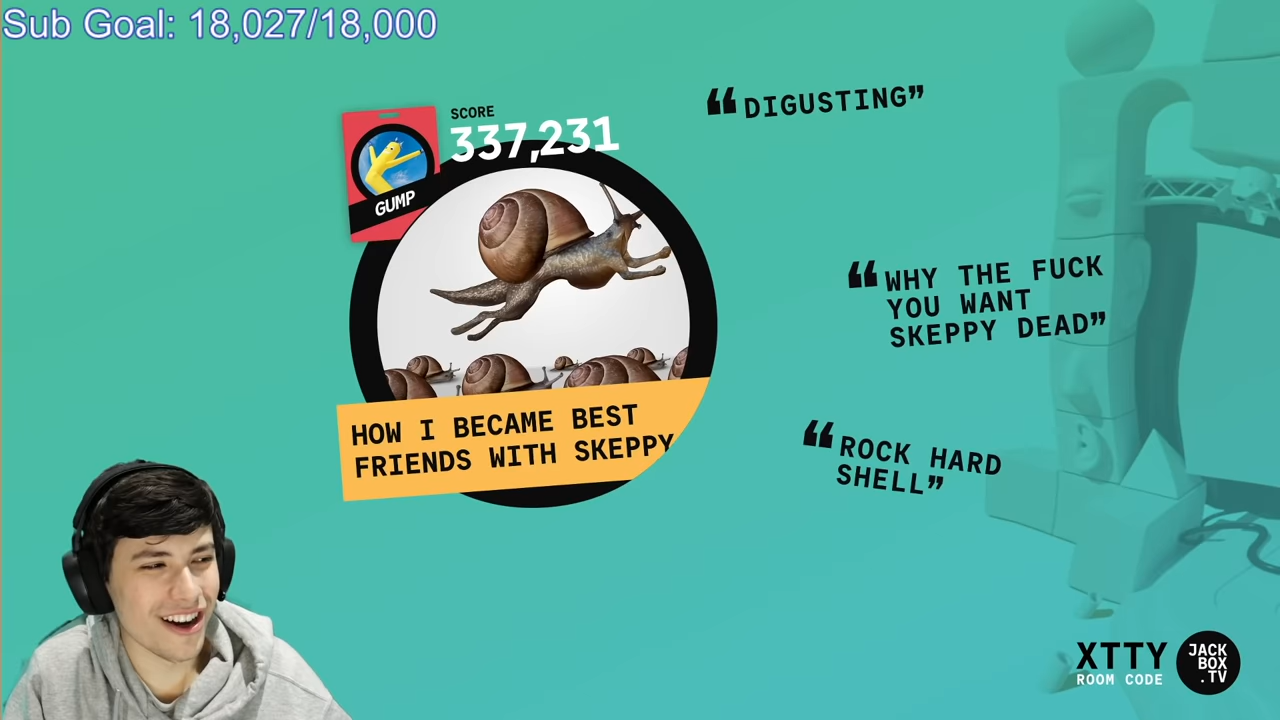 Sub Goal: 18,027/18,000
SCORE
337,231
GUMP
HOW I BECAME BEST
FRIENDS WITH SKEPPY
“DIGUSTING”
“WHY THE FUCK
YOU WANT
SKEPPY DEAD”
“ROCK HARD
SHELL”
XTTY
ROOM CODE
JACK
BOX
.TV